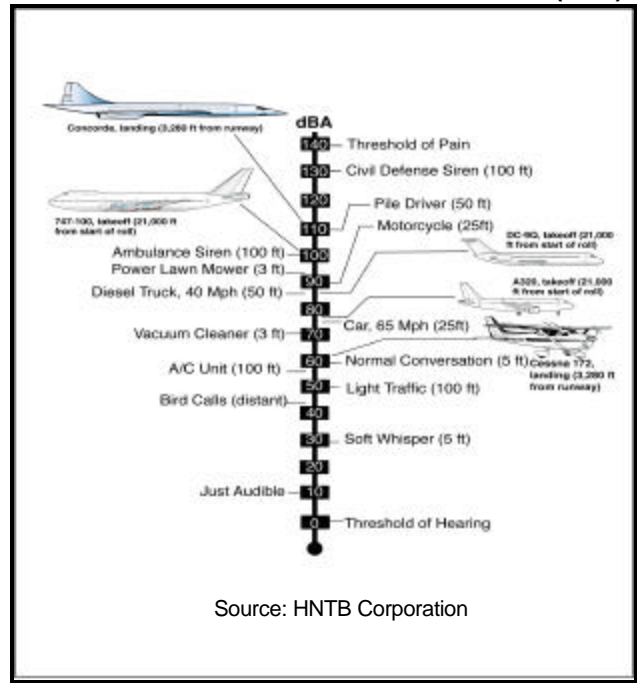 Concorde, landing (3,280 ft from runway)
dBA
140
Threshold of Pain
130
Civil Defense Siren (100 ft)
120
Pile Driver (50 ft)
747-100, takeoff (21,000 ft
from start of roll)
110
Motorcycle (25ft)
DC-9Q, takeoff (21,000
ft from start of roll)
Ambulance Siren (100 ft)
100
Power Lawn Mower (3 ft)
90
Diesel Truck, 40 Mph (50 ft)
A320, takeoff (21,000
ft from start of roll)
80
Car, 65 Mph (25ft)
Vacuum Cleaner (3 ft)
70
60
Normal Conversation (5 ft)
Cessna 172,
landing (3,280 ft
from runway)
A/C Unit (100 ft)
50
Light Traffic (100 ft)
Bird Calls (distant)
40
30
Soft Whisper (5 ft)
20
Just Audible
10
0
Threshold of Hearing
Source: HNTB Corporation